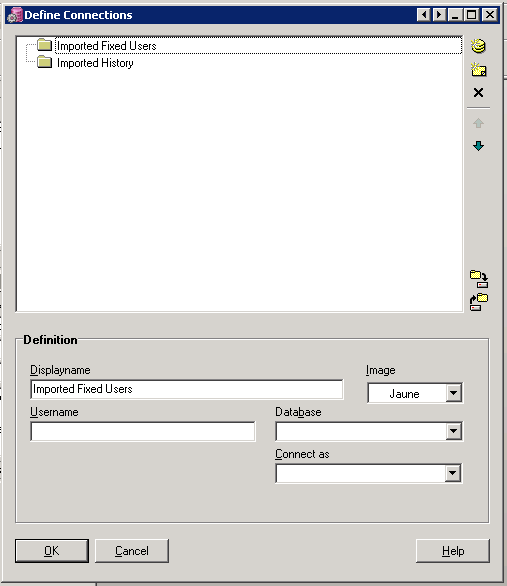 Define Connections
Imported Fixed Users
Imported History
Definition
Displayname
Image
Imported Fixed Users
Jaune
Username
Database
Connect as
OK
Cancel
Help